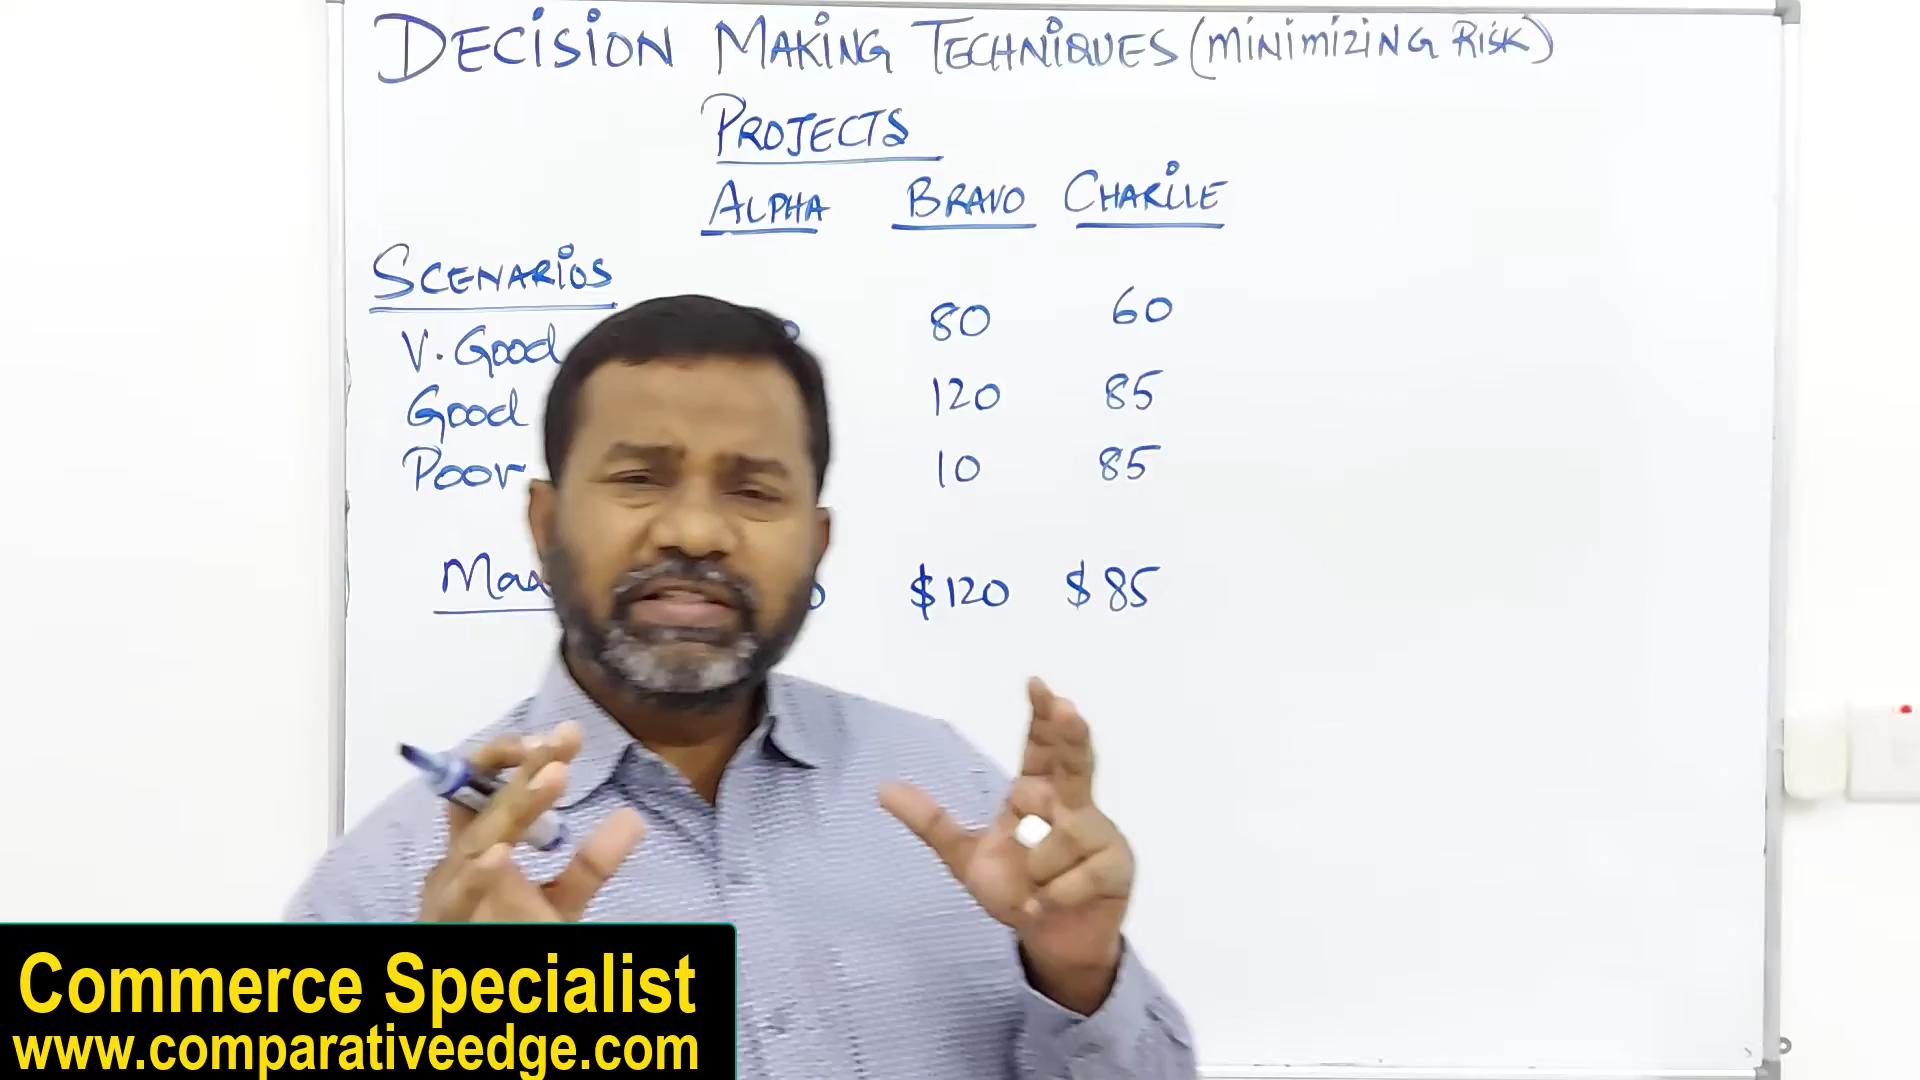 DECISION MAKING TECHNIQUES (MINIMIZING RISK)
PROJECTS
ALPHA BRAVO CHARILE
SCENARIOS
V. Good 80 60
Good 120 85
Poor 10 85
$120 $85
Commerce Specialist
www.comparativeedge.com